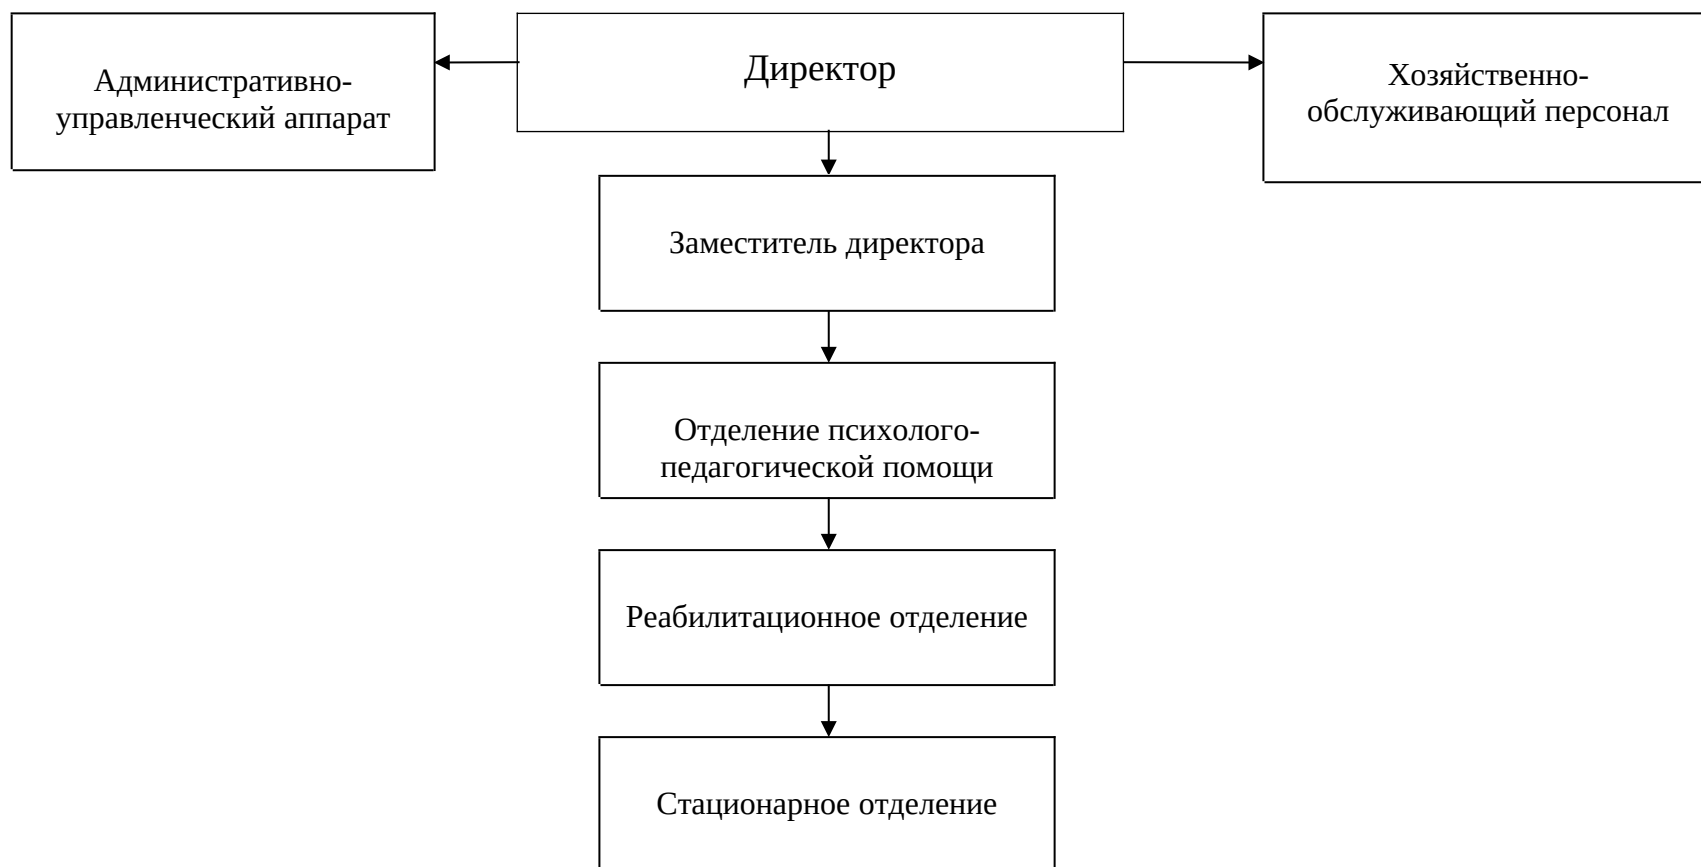 Административно-
управленческий аппарат
Директор
Хозяйственно-
обслуживающий персонал
Заместитель директора
Отделение психолого-
педагогической помощи
Реабилитационное отделение
Стационарное отделение